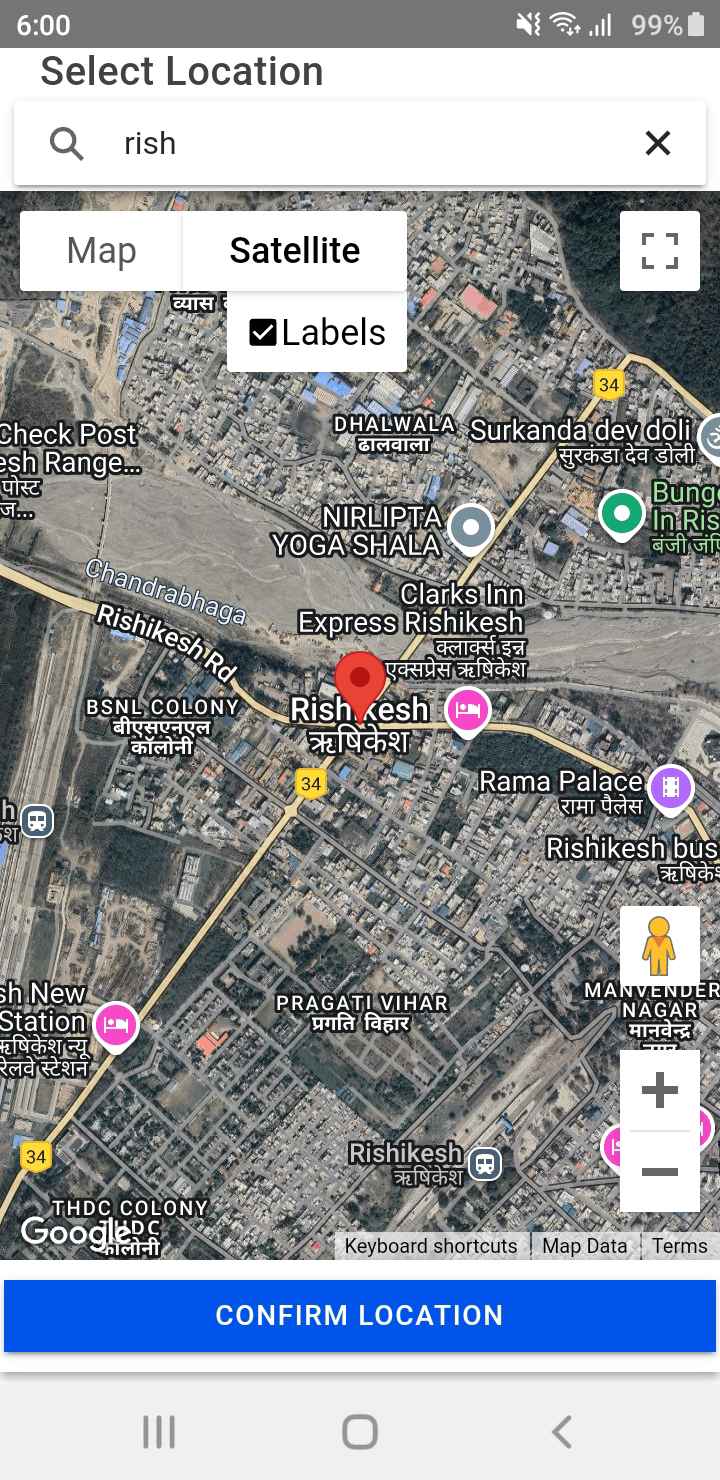 6:00
99%
Select Location
rish
Map
Satellite
Labels
व्यास
34
DHALWALA
ढालवाला
Surkanda dev doli
सुरकंडा देव डोली
Check Post
esh Range...
पोस्ट
ज...
Bung
In Ris
बंजी जं
NIRLIPTA
YOGA SHALA
Chandrabhaga
Rishikesh Rd
Clarks Inn
Express Rishikesh
क्लार्क्स इन्न
एक्सप्रेस ऋषिकेश
BSNL COLONY
बीएसएनएल
कॉलोनी
Rishikesh
ऋषिकेश
34
Rama Palace
रामा पैलेस
h
Rishikesh bus
ऋषिकेश
sh New
Station
ऋषिकेश न्यू
रेलवे स्टेशन
PRAGATI VIHAR
प्रगति विहार
MANVENDER
NAGAR
मानवेन्द्र
नगर
34
Rishikesh
ऋषिकेश
THDC COLONY
THDC
कॉलोनी
Google
Keyboard shortcuts
Map Data
Terms
CONFIRM LOCATION